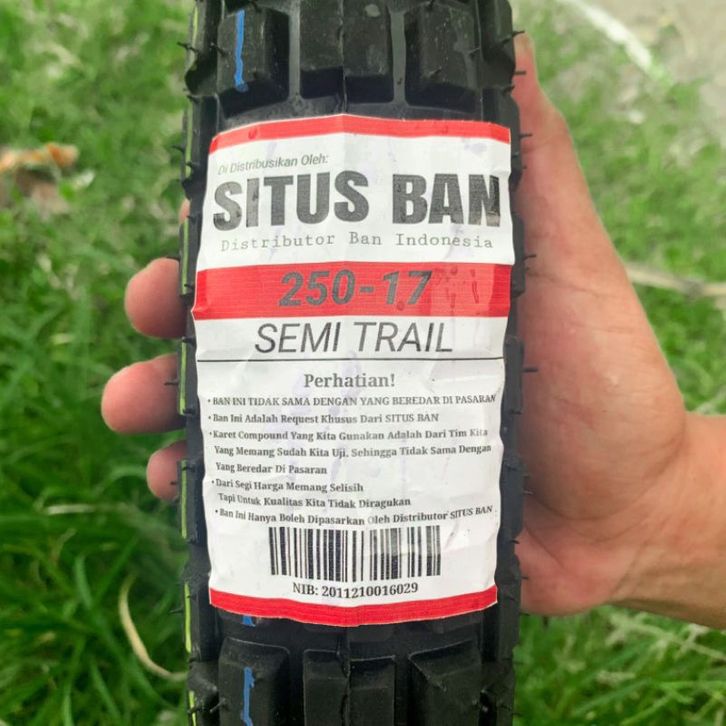 Di Distribusikan Oleh:
SITUS BAN
Distributor Ban Indonesia
250-17
SEMI TRAIL
Perhatian!
• BAN INI TIDAK SAMA DENGAN YANG BEREDAR DI PASARAN
• Ban Ini Adalah Request Khusus Dari SITUS BAN
• Karet Compound Yang Kita Gunakan Adalah Dari Tim Kita
Yang Memang Sudah Kita Uji, Sehingga Tidak Sama Dengan
Yang Beredar Di Pasaran
• Dari Segi Harga Memang Selisih
Tapi Untuk Kualitas Kita Tidak Diragukan
• Ban Ini Hanya Boleh Dipasarkan Oleh Distributor SITUS BAN
NIB: 2011210016029